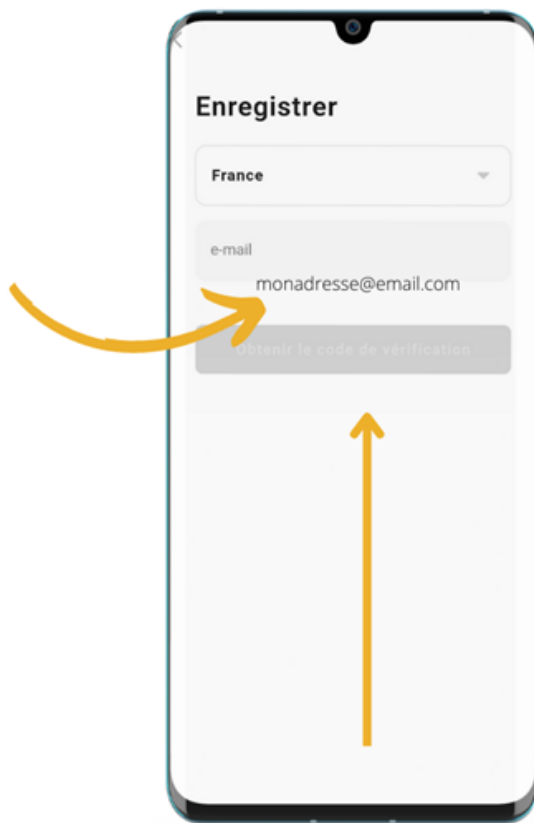 Enregistrer
France
e-mail
monadresse@email.com
Obtenir le code de vérification